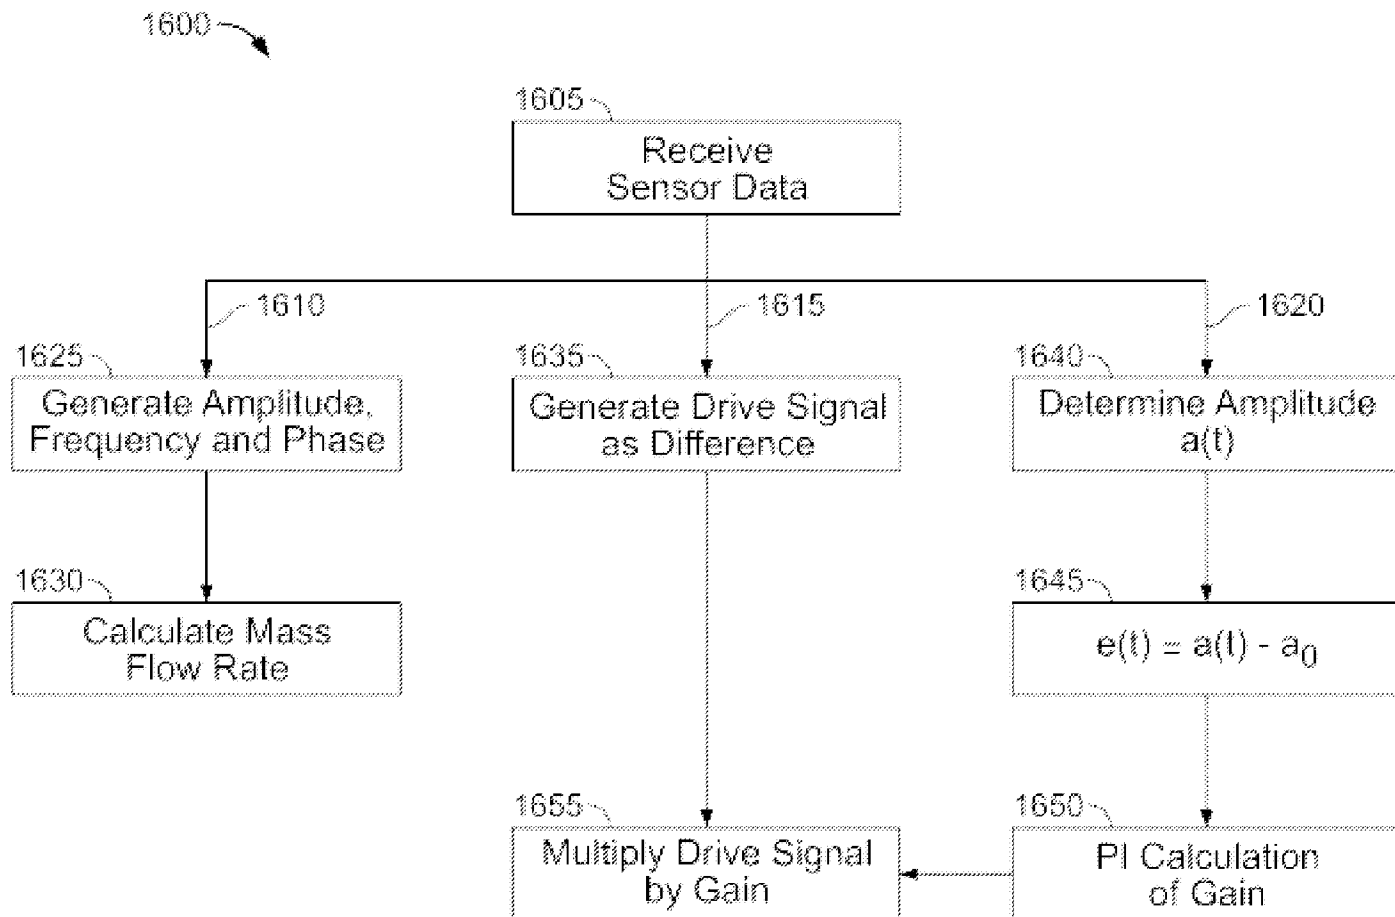 1600
1605
Receive
Sensor Data
1610
1615
1620
1625
Generate Amplitude,
Frequency and Phase
1635
Generate Drive Signal
as Difference
1640
Determine Amplitude
a(t)
1630
Calculate Mass
Flow Rate
1645
e(t) = a(t) - a₀
1655
Multiply Drive Signal
by Gain
1650
PI Calculation
of Gain